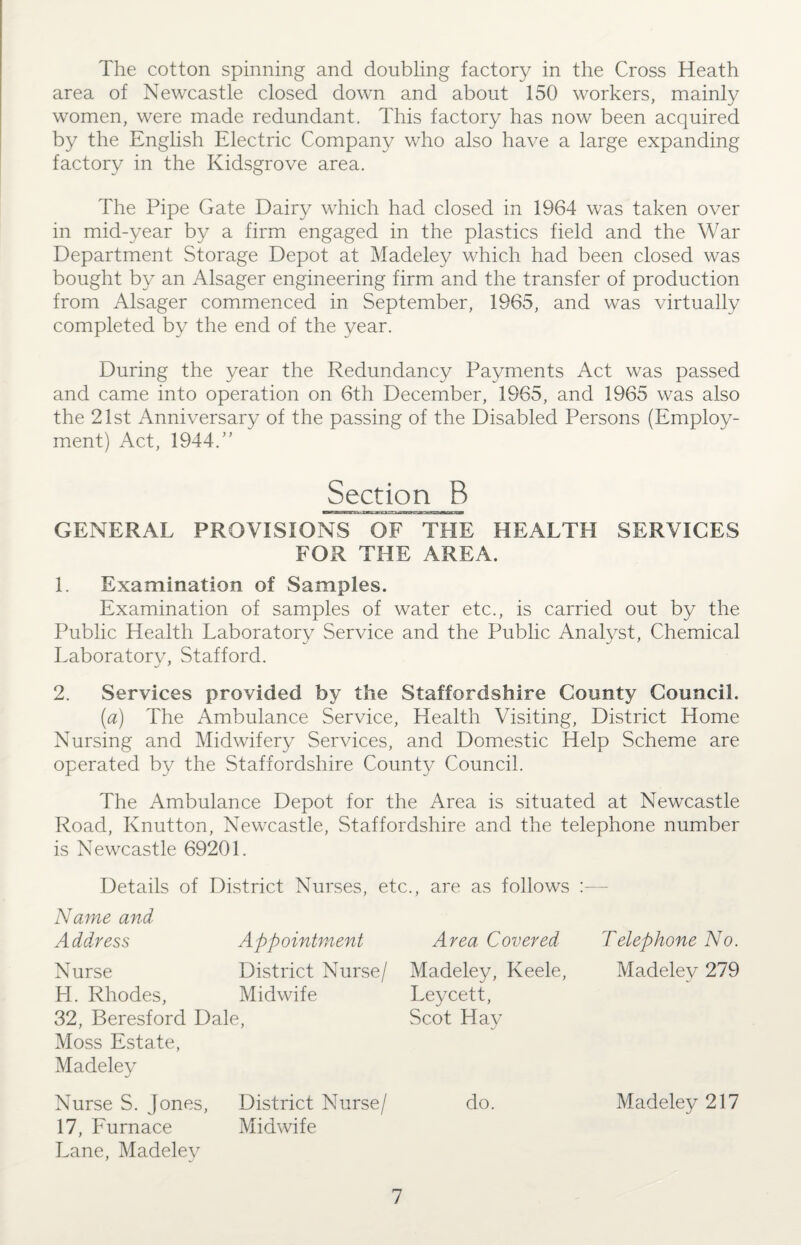 The cotton spinning and doubling factory in the Cross Heath
area of Newcastle closed down and about 150 workers, mainly
women, were made redundant. This factory has now been acquired
by the English Electric Company who also have a large expanding
factory in the Kidsgrove area.
The Pipe Gate Dairy which had closed in 1964 was taken over
in mid-year by a firm engaged in the plastics field and the War
Department Storage Depot at Madeley which had been closed was
bought by an Alsager engineering firm and the transfer of production
from Alsager commenced in September, 1965, and was virtually
completed by the end of the year.
During the year the Redundancy Payments Act was passed
and came into operation on 6th December, 1965, and 1965 was also
the 21st Anniversary of the passing of the Disabled Persons (Employ-
ment) Act, 1944.”
Section B
GENERAL PROVISIONS OF THE HEALTH SERVICES
FOR THE AREA.
1. Examination of Samples.
Examination of samples of water etc., is carried out by the
Public Health Laboratory Service and the Public Analyst, Chemical
Laboratory, Stafford.
2. Services provided by the Staffordshire County Council.
(a) The Ambulance Service, Health Visiting, District Home
Nursing and Midwifery Services, and Domestic Help Scheme are
operated by the Staffordshire County Council.
The Ambulance Depot for the Area is situated at Newcastle
Road, Knutton, Newcastle, Staffordshire and the telephone number
is Newcastle 69201.
Details of District Nurses, etc., are as follows :—
Name and
Address Appointment Area Covered Telephone No.
Nurse District Nurse/ Madeley, Keele, Madeley 279
H. Rhodes, Midwife Leycett,
32, Beresford Dale, Scot Hay
Moss Estate,
Madeley
Nurse S. Jones, District Nurse/ do. Madeley 217
17, Furnace Midwife
Lane, Madeley
7